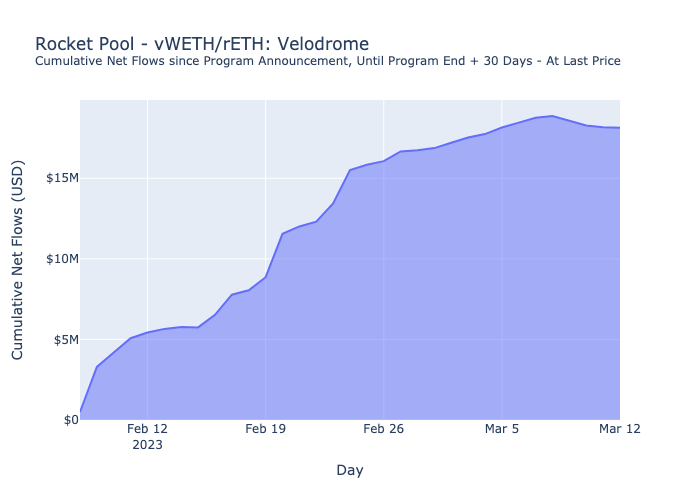 Rocket Pool - vWETH/rETH: Velodrome
Cumulative Net Flows since Program Announcement, Until Program End + 30 Days - At Last Price
Cumulative Net Flows (USD)
$15M
$10M
$5M
$0
Feb 12
2023
Feb 19
Feb 26
Mar 5
Mar 12
Day